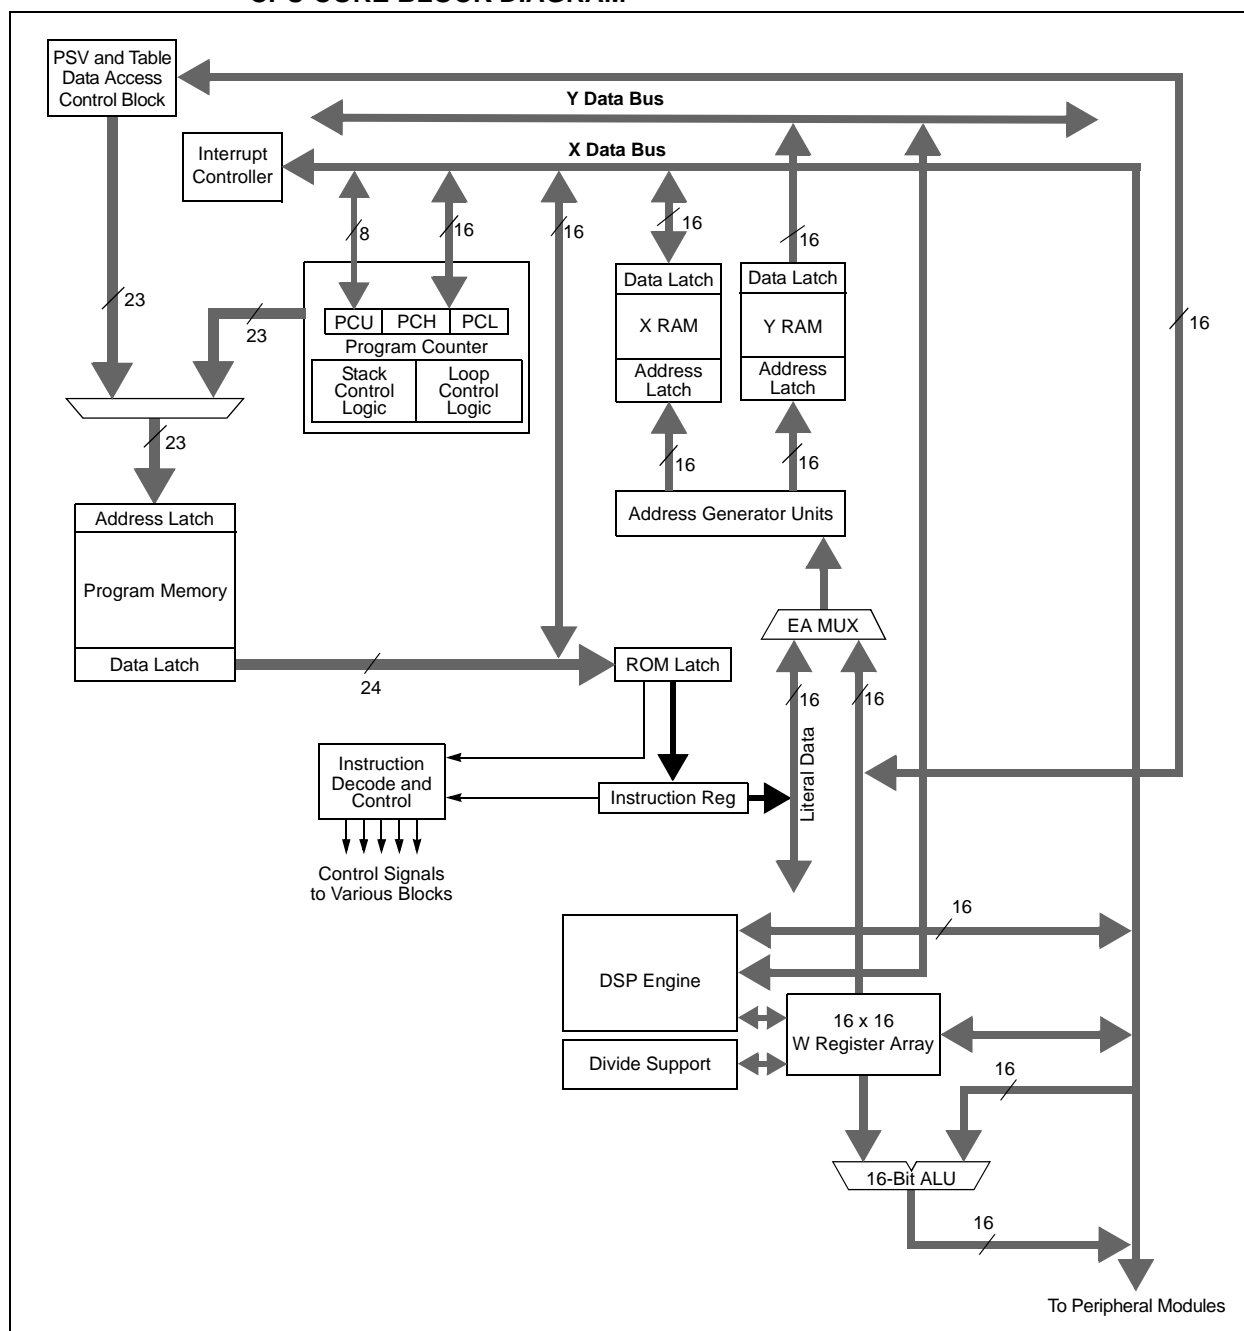 CPU CORE BLOCK DIAGRAM
PSV and Table
Data Access
Control Block
Y Data Bus
X Data Bus
Interrupt
Controller
8
16
16
16
16
23
23
16
PCU
PCH
PCL
Program Counter
Stack
Control
Logic
Loop
Control
Logic
Data Latch
X RAM
Address
Latch
Data Latch
Y RAM
Address
Latch
23
16
16
Address Latch
Program Memory
Data Latch
Address Generator Units
EA MUX
24
ROM Latch
16
16
Literal Data
Instruction
Decode and
Control
Instruction Reg
Control Signals
to Various Blocks
16
DSP Engine
16 x 16
W Register Array
Divide Support
16
16-Bit ALU
16
To Peripheral Modules